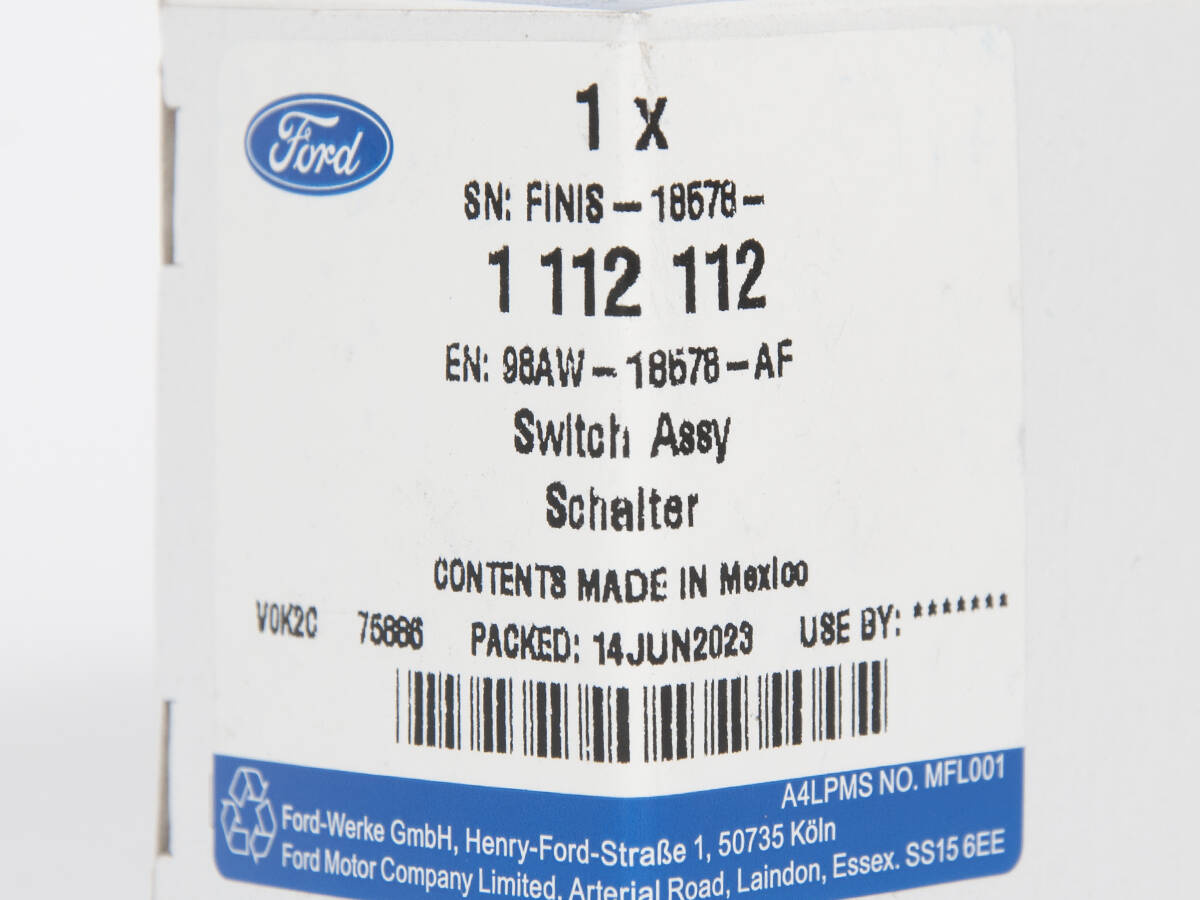 Ford
1 x
SN: FINIS-18578-
1 112 112
EN: 98AW-18578-AF
Switch Assy
Schalter
CONTENTS MADE IN Mexico
V0K2C 75886 PACKED: 14JUN2023 USE BY: *******
A4LPMS NO. MFL001
Ford-Werke GmbH, Henry-Ford-Straße 1, 50735 Köln
Ford Motor Company Limited, Arterial Road, Laindon, Essex. SS15 6EE